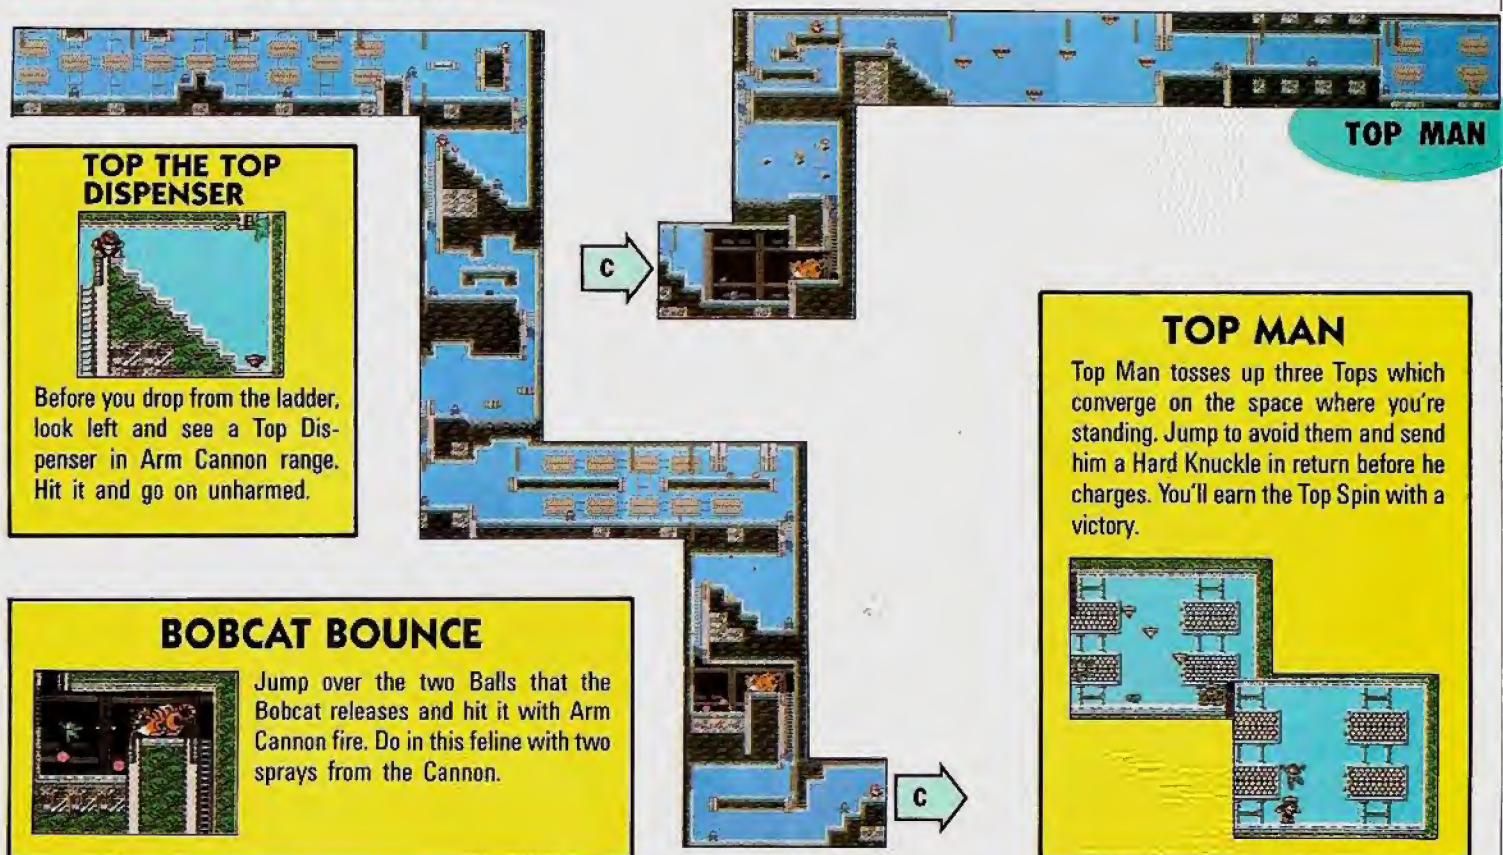 TOP MAN
TOP THE TOP
DISPENSER
Before you drop from the ladder,
look left and see a Top Dis-
penser in Arm Cannon range.
Hit it and go on unharmed.
C
TOP MAN
Top Man tosses up three Tops which
converge on the space where you're
standing. Jump to avoid them and send
him a Hard Knuckle in return before he
charges. You'll earn the Top Spin with a
victory.
BOBCAT BOUNCE
Jump over the two Balls that the
Bobcat releases and hit it with Arm
Cannon fire. Do in this feline with two
sprays from the Cannon.
C